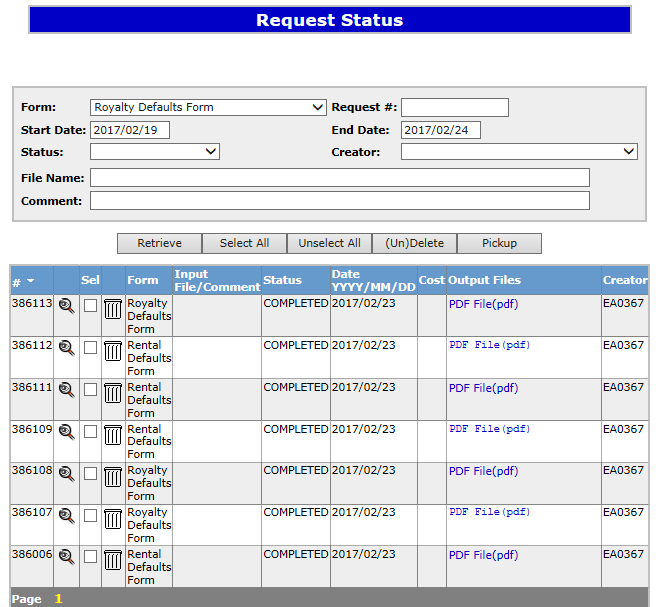 Request Status
Form: Royalty Defaults Form Request #:
Start Date: 2017/02/19 End Date: 2017/02/24
Status: Creator:
File Name:
Comment:
Retrieve Select All Unselect All (Un)Delete Pickup
# Sel Form Input File/Comment Status Date YYYY/MM/DD Cost Output Files Creator
386113 Royalty Defaults Form COMPLETED 2017/02/23 PDF File(pdf) EA0367
386112 Rental Defaults Form COMPLETED 2017/02/23 PDF File(pdf) EA0367
386111 Rental Defaults Form COMPLETED 2017/02/23 PDF File(pdf) EA0367
386109 Rental Defaults Form COMPLETED 2017/02/23 PDF File(pdf) EA0367
386108 Royalty Defaults Form COMPLETED 2017/02/23 PDF File(pdf) EA0367
386107 Royalty Defaults Form COMPLETED 2017/02/23 PDF File(pdf) EA0367
386006 Rental Defaults Form COMPLETED 2017/02/23 PDF File(pdf) EA0367
Page 1